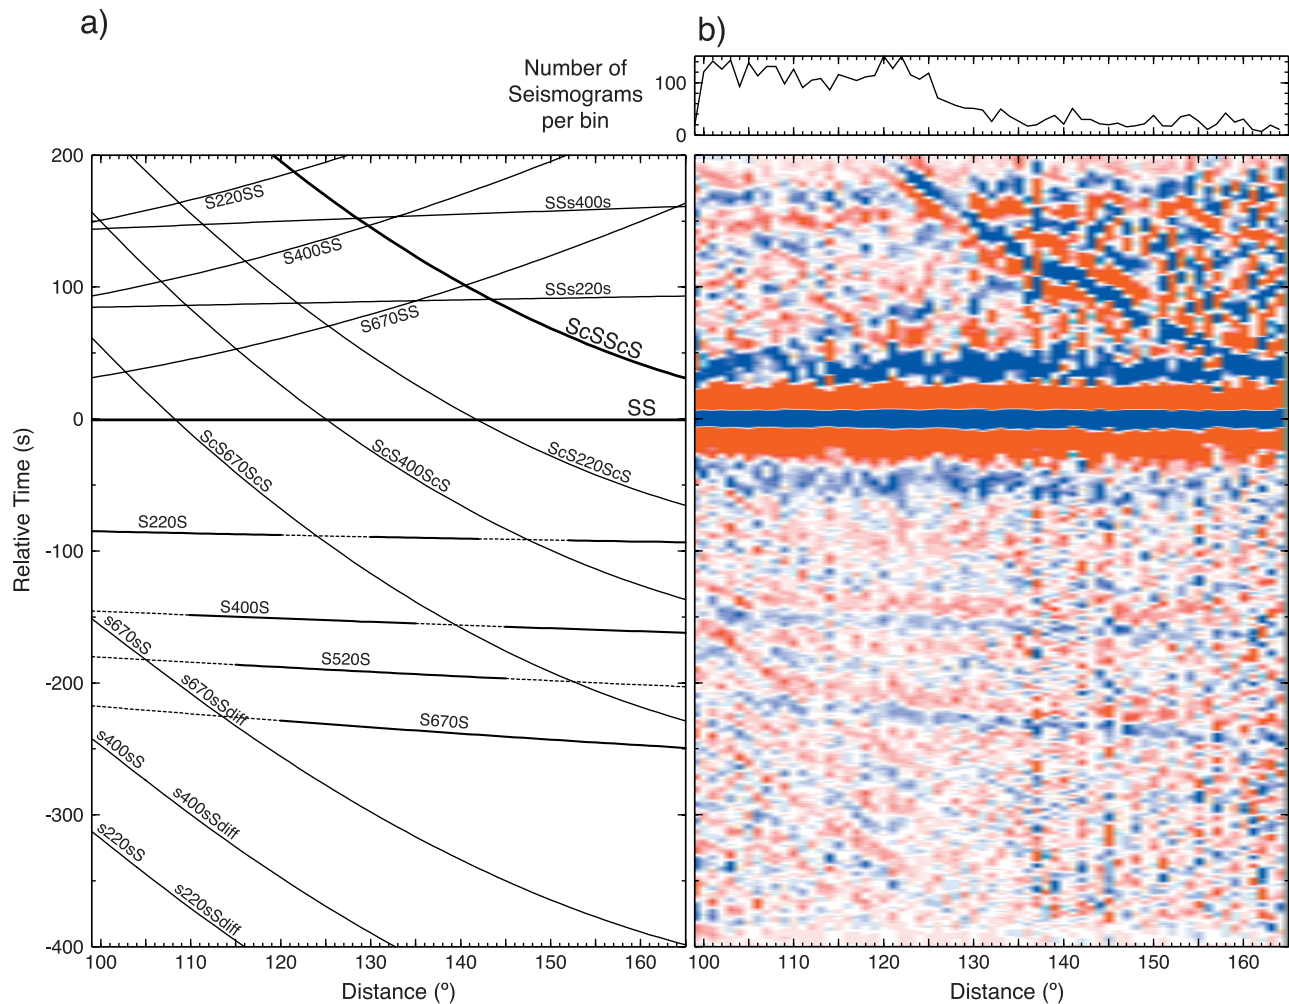 a)
b)
Number of
Seismograms
per bin
100
0
200
100
0
-100
-200
-300
-400
Relative Time (s)
S220SS
SSs400s
S400SS
SSs220s
S670SS
ScSScS
SS
ScS670ScS
ScS400ScS
ScS220ScS
S220S
S400S
s670sS
S520S
s670sSdiff
S670S
s400sS
s400sSdiff
s220sS
s220sSdiff
100 110 120 130 140 150 160
Distance (º)
100 110 120 130 140 150 160
Distance (º)